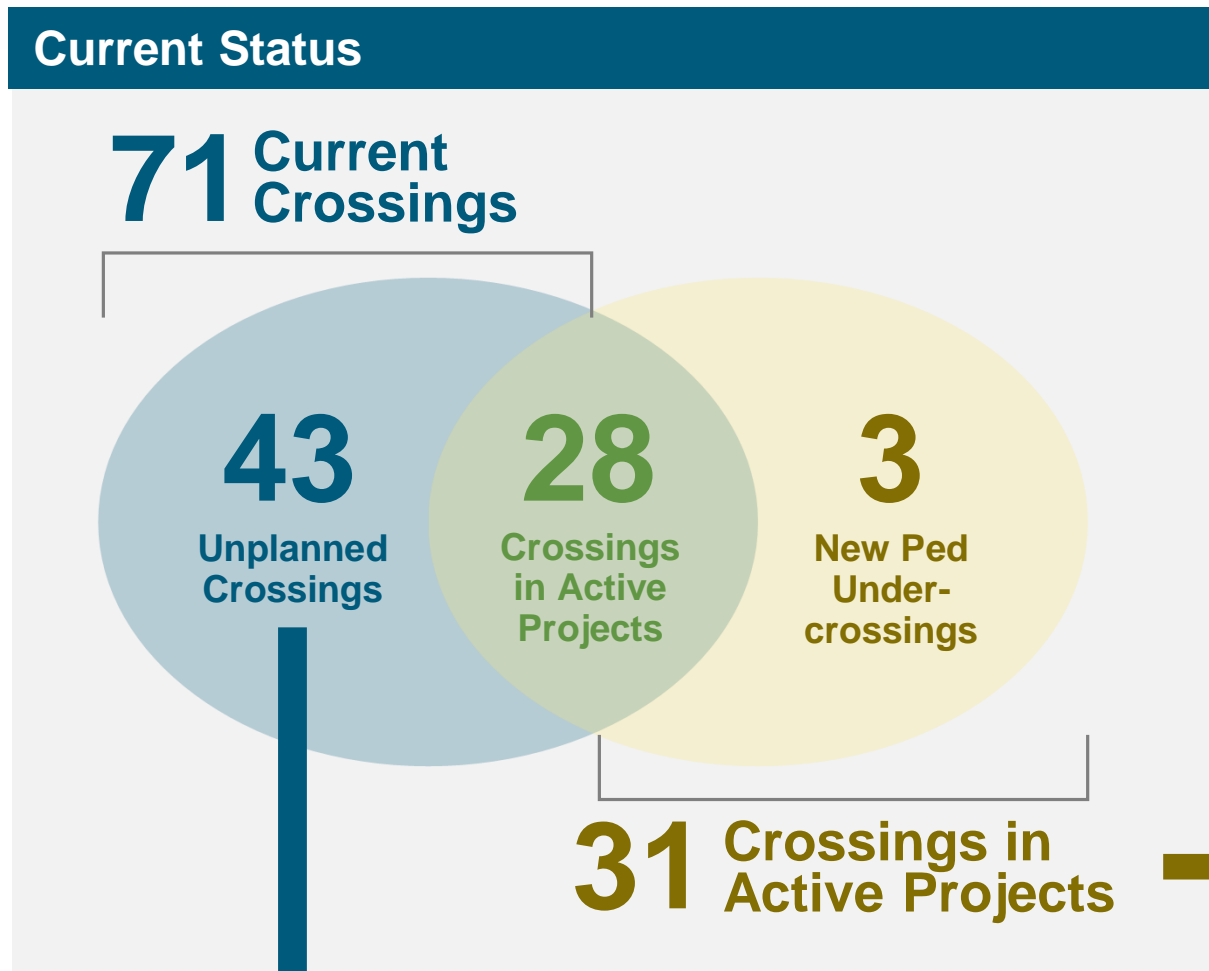 Current Status
71 Current
Crossings
43
Unplanned
Crossings
28
Crossings
in Active
Projects
3
New Ped
Under-
crossings
31 Crossings in
Active Projects